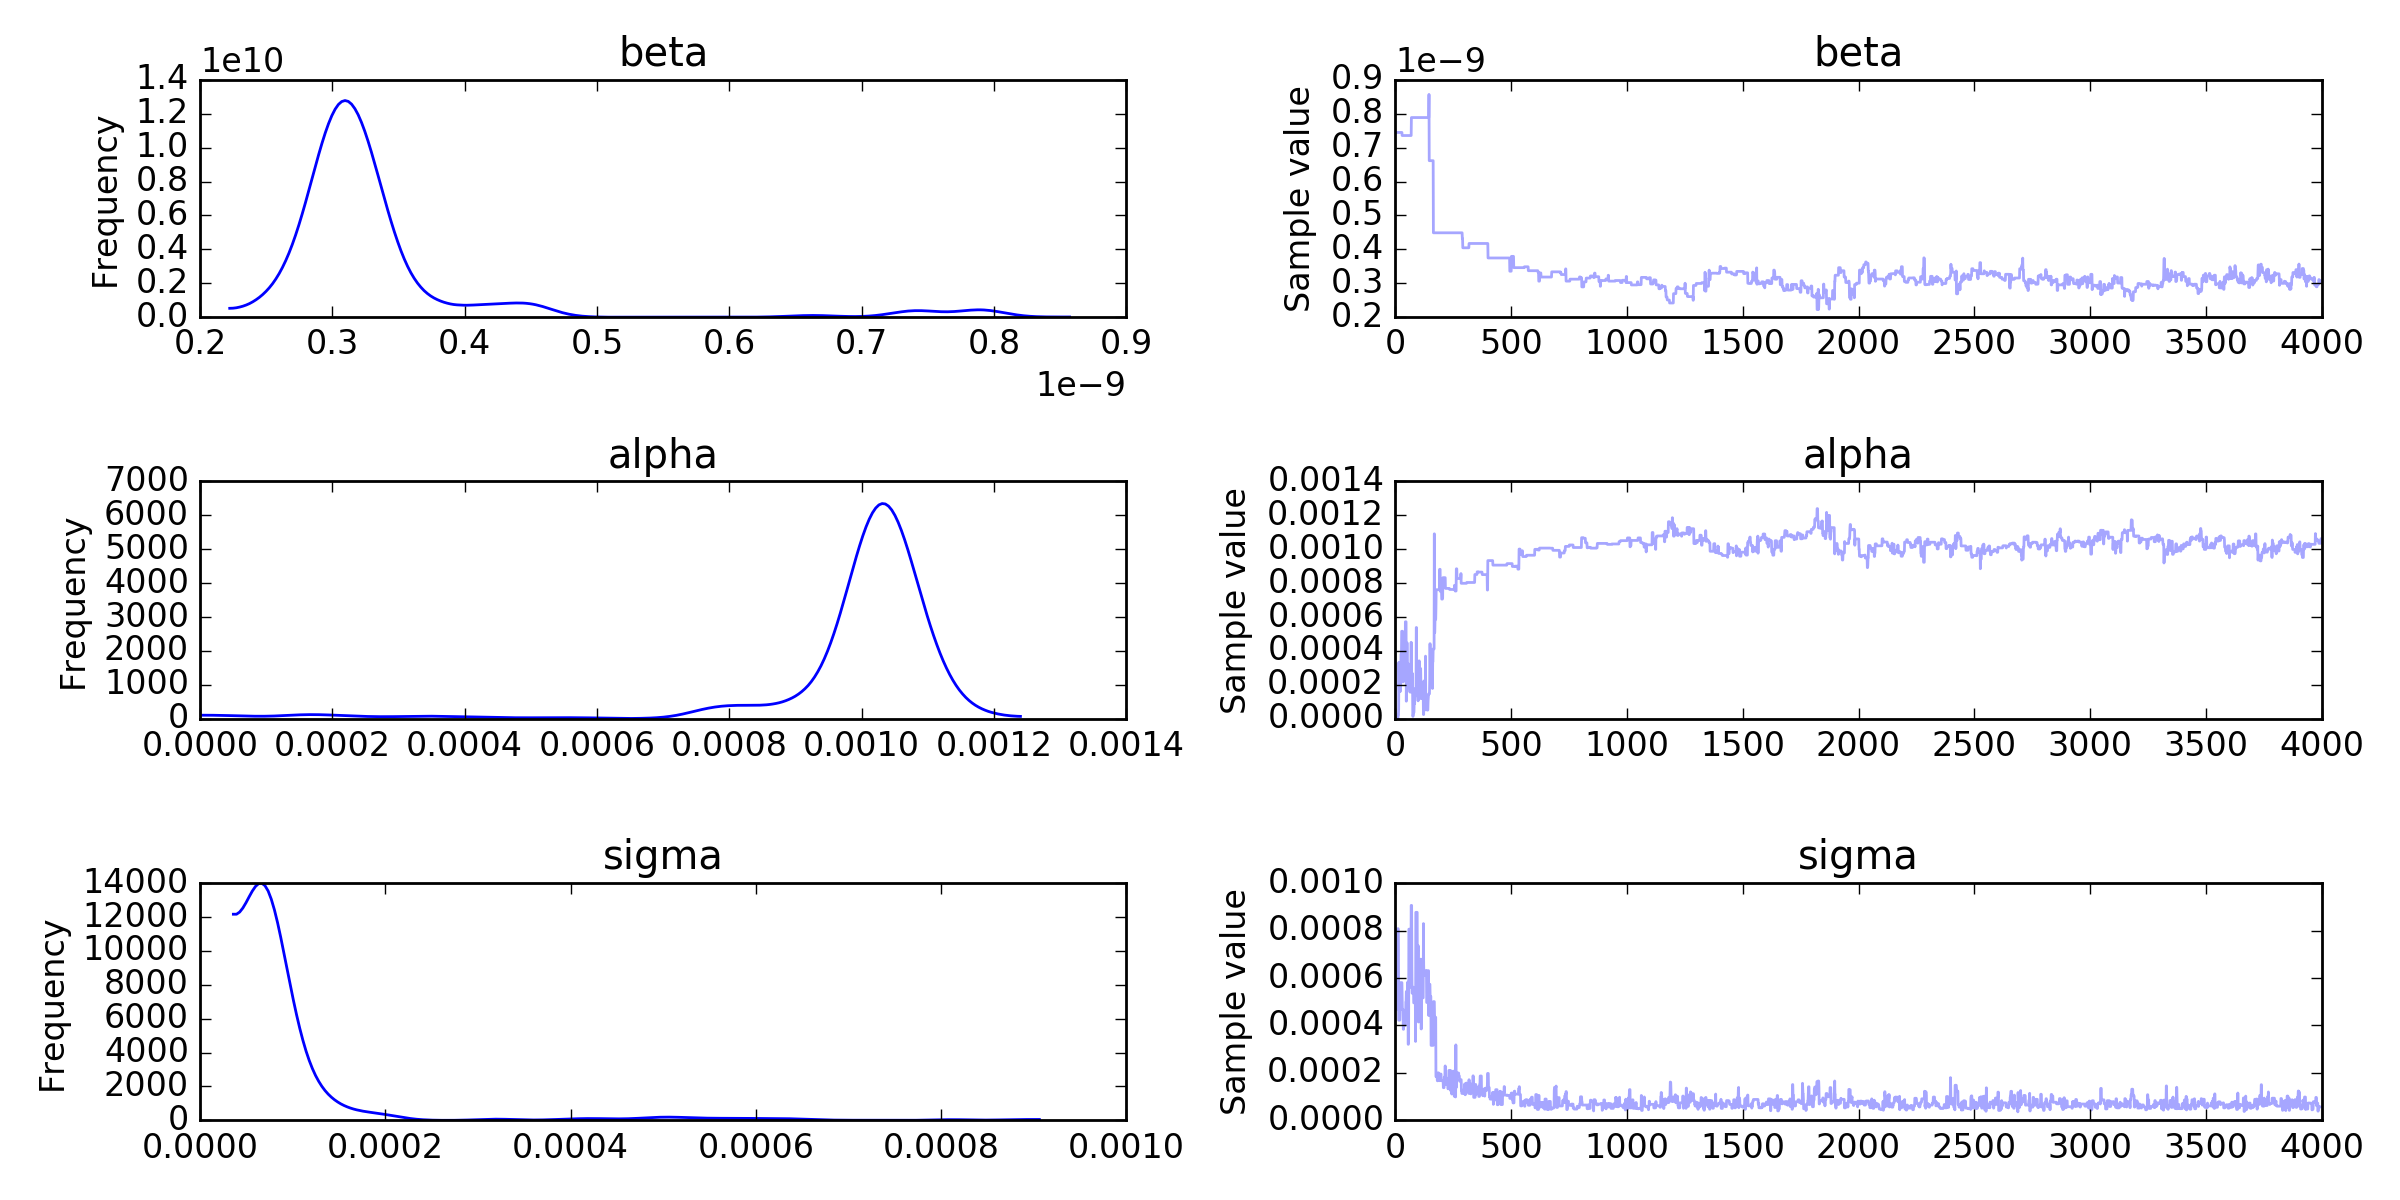 beta
1e10
1.4
1.2
1.0
0.8
0.6
0.4
0.2
0.0
Frequency
0.2 0.3 0.4 0.5 0.6 0.7 0.8 0.9
1e−9
beta
1e−9
0.9
0.8
0.7
0.6
0.5
0.4
0.3
0.2
Sample value
0 500 1000 1500 2000 2500 3000 3500 4000
alpha
7000
6000
5000
4000
3000
2000
1000
0
Frequency
0.0000 0.0002 0.0004 0.0006 0.0008 0.0010 0.0012 0.0014
alpha
0.0014
0.0012
0.0010
0.0008
0.0006
0.0004
0.0002
0.0000
Sample value
0 500 1000 1500 2000 2500 3000 3500 4000
sigma
14000
12000
10000
8000
6000
4000
2000
0
Frequency
0.0000 0.0002 0.0004 0.0006 0.0008 0.0010
sigma
0.0010
0.0008
0.0006
0.0004
0.0002
0.0000
Sample value
0 500 1000 1500 2000 2500 3000 3500 4000